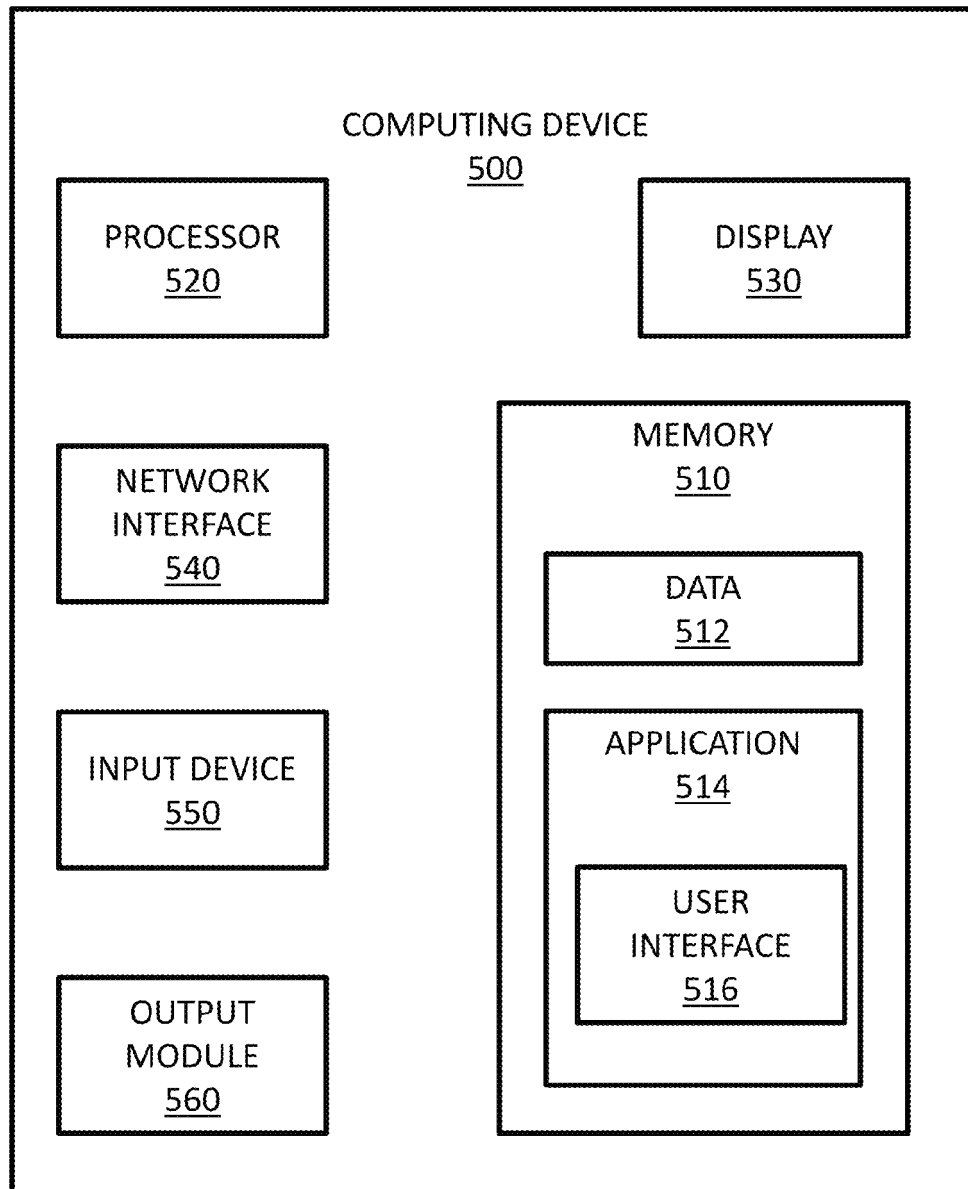 COMPUTING DEVICE
500
PROCESSOR
520
DISPLAY
530
NETWORK
INTERFACE
540
MEMORY
510
DATA
512
INPUT DEVICE
550
APPLICATION
514
USER
INTERFACE
516
OUTPUT
MODULE
560